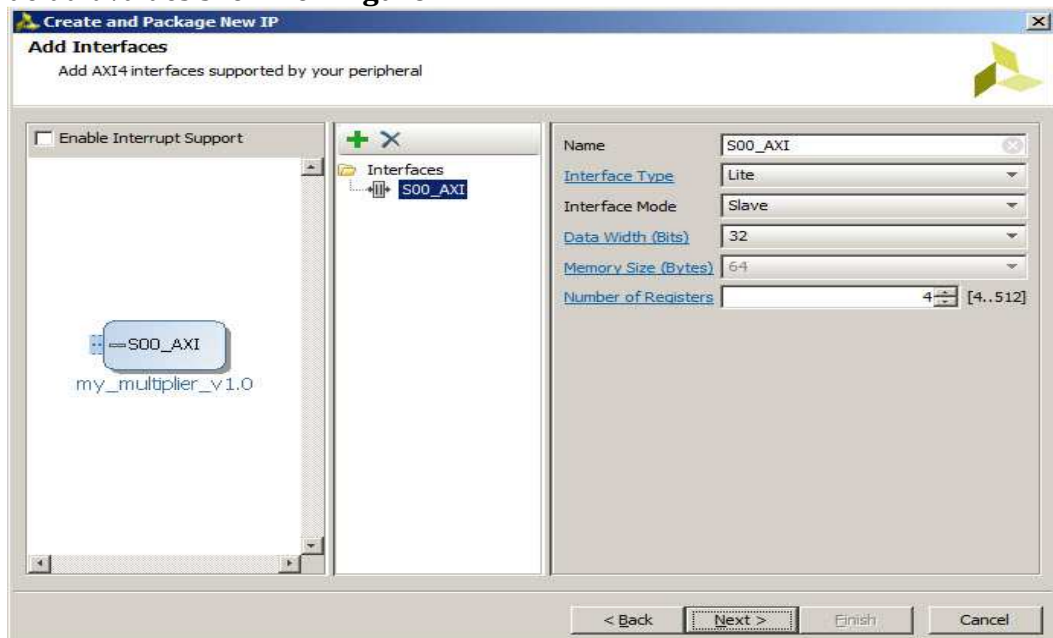 Create and Package New IP
Add Interfaces
Add AXI4 interfaces supported by your peripheral
Enable Interrupt Support
S00_AXI
my_multiplier_v1.0
Interfaces
S00_AXI
Name S00_AXI
Interface Type Lite
Interface Mode Slave
Data Width (Bits) 32
Memory Size (Bytes) 64
Number of Registers 4 [4..512]
< Back Next > Finish Cancel